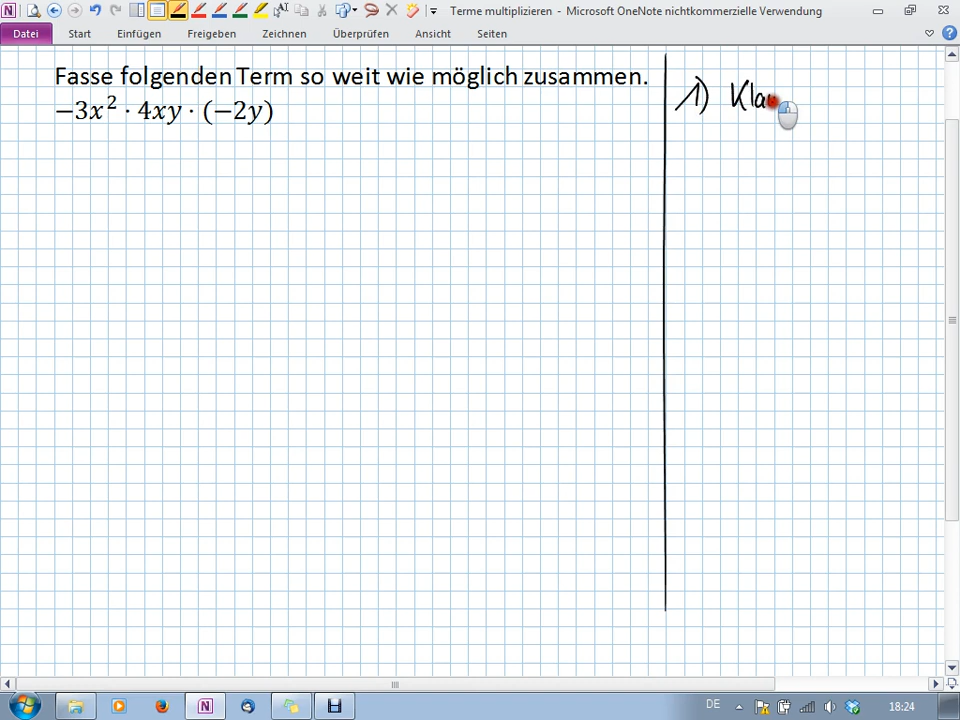 Terme multiplizieren - Microsoft OneNote nichtkommerzielle Verwendung
Datei Start Einfügen Freigeben Zeichnen Überprüfen Ansicht Seiten
Fasse folgenden Term so weit wie möglich zusammen.
−3x² · 4xy · (−2y)
1) Kla
DE 18:24